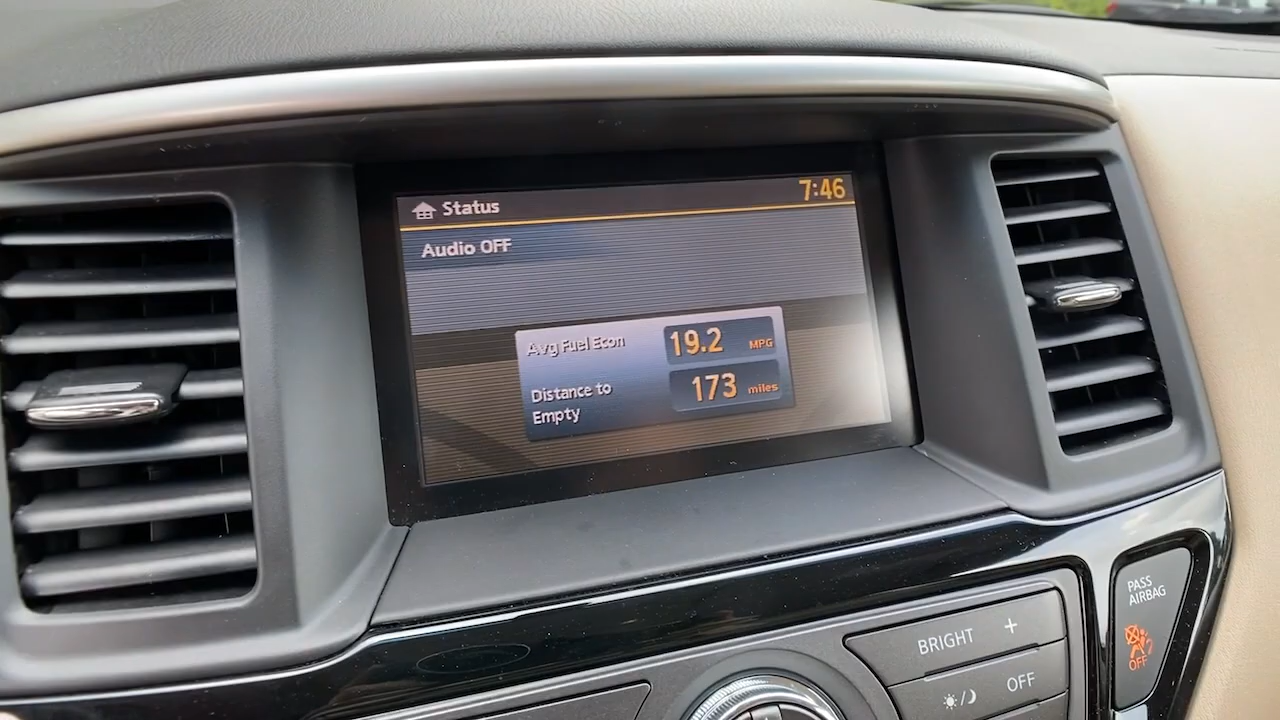 Status
7:46
Audio OFF
Avg Fuel Econ 19.2 MPG
Distance to
Empty
173 miles
PASS
AIRBAG
OFF
BRIGHT +
OFF